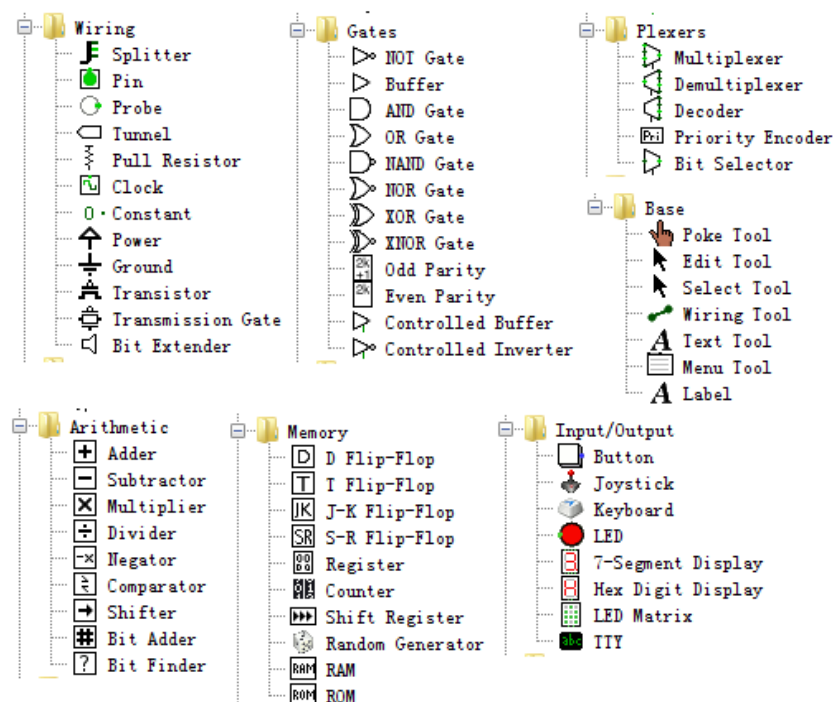 Wiring
Splitter
Pin
Probe
Tunnel
Pull Resistor
Clock
0 Constant
Power
Ground
Transistor
Transmission Gate
Bit Extender
Gates
NOT Gate
Buffer
AND Gate
OR Gate
NAND Gate
NOR Gate
XOR Gate
XNOR Gate
2k+1 Odd Parity
2k Even Parity
Controlled Buffer
Controlled Inverter
Plexers
Multiplexer
Demultiplexer
Decoder
Pri Priority Encoder
Bit Selector
Base
Poke Tool
Edit Tool
Select Tool
Wiring Tool
A Text Tool
Menu Tool
A Label
Arithmetic
+ Adder
− Subtractor
× Multiplier
÷ Divider
-x Negator
Comparator
Shifter
# Bit Adder
? Bit Finder
Memory
D D Flip-Flop
T T Flip-Flop
JK J-K Flip-Flop
SR S-R Flip-Flop
Register
Counter
Shift Register
Random Generator
RAM RAM
ROM ROM
Input/Output
Button
Joystick
Keyboard
LED
8 7-Segment Display
8 Hex Digit Display
LED Matrix
abc TTY